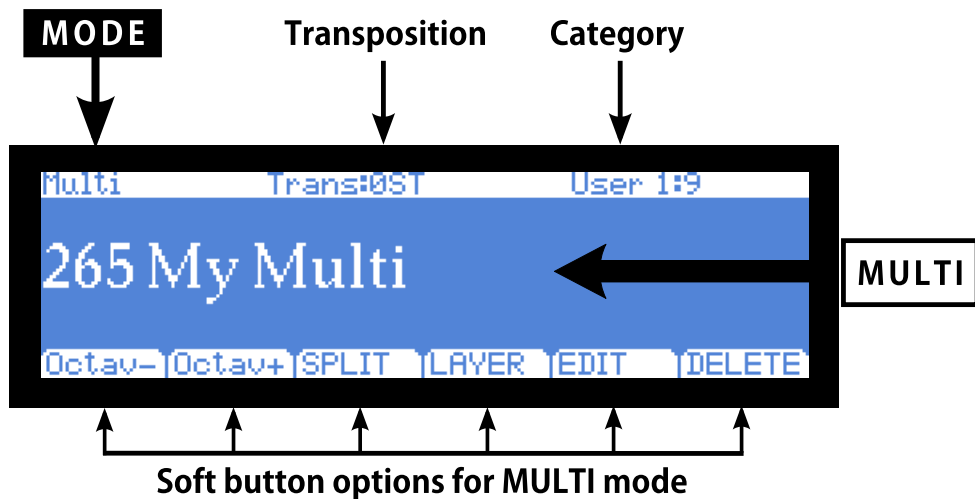 MODE Transposition Category
Multi Trans:0ST User 1:9
265 My Multi
MULTI
Octav- Octav+ SPLIT LAYER EDIT DELETE
Soft button options for MULTI mode